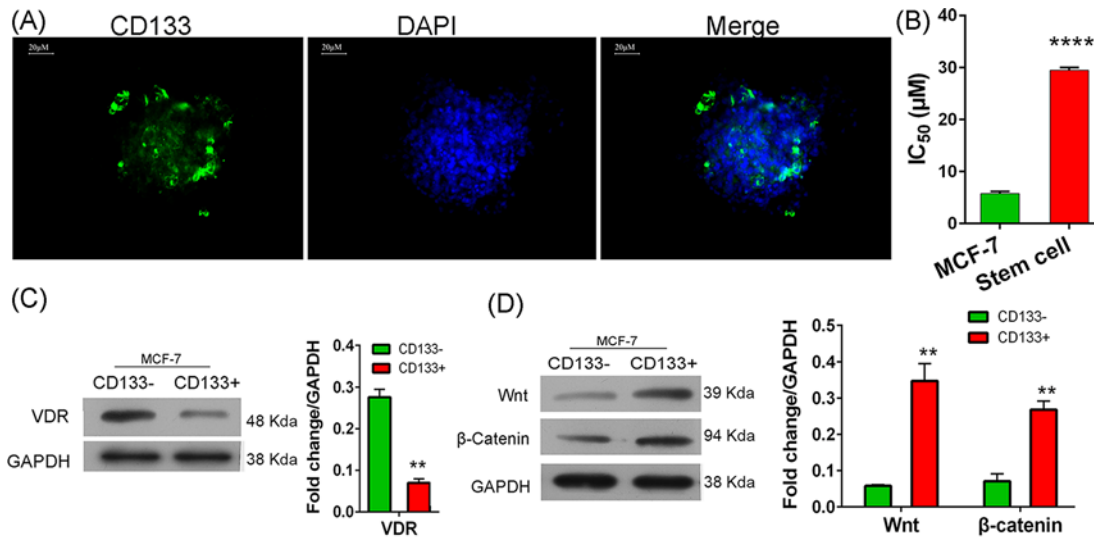 (A)
CD133
DAPI
Merge
20μM
20μM
20μM
(B)
IC50 (μM)
40
30
20
10
0
****
MCF-7
Stem cell
(C)
MCF-7
CD133- CD133+
VDR
48 Kda
GAPDH
38 Kda
Fold change/GAPDH
0.4
0.3
0.2
0.1
0.0
CD133-
CD133+
**
VDR
(D)
MCF-7
CD133- CD133+
Wnt
39 Kda
β-Catenin
94 Kda
GAPDH
38 Kda
Fold change/GAPDH
0.5
0.4
0.3
0.2
0.1
0.0
CD133-
CD133+
**
**
Wnt
β-catenin